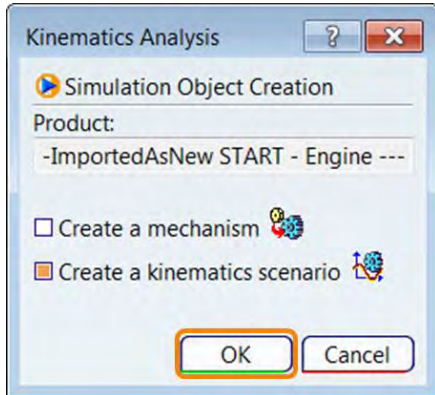 Kinematics Analysis
Simulation Object Creation
Product:
-ImportedAsNew START - Engine ---
Create a mechanism
Create a kinematics scenario
OK Cancel